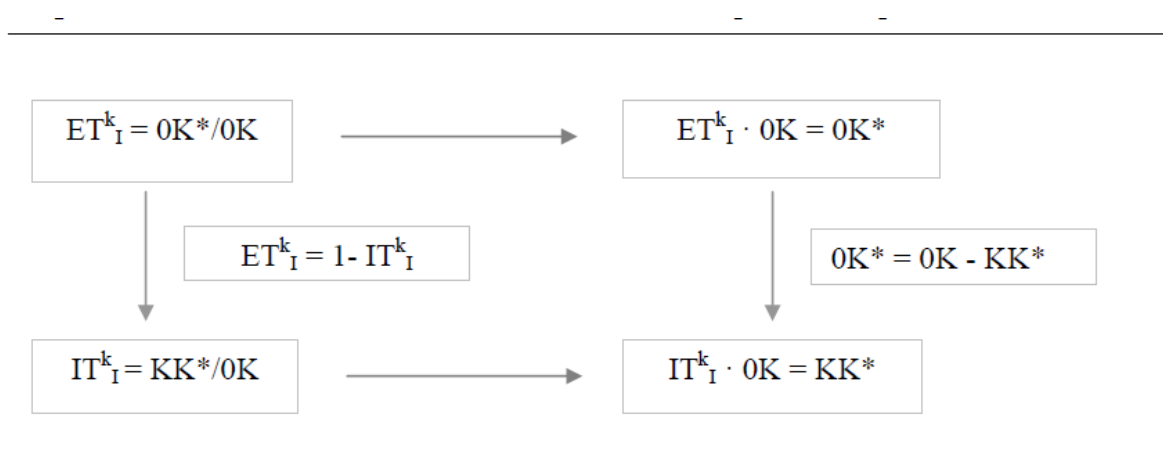 ET^k_I = 0K*/0K
ET^k_I · 0K = 0K*
ET^k_I = 1- IT^k_I
0K* = 0K - KK*
IT^k_I = KK*/0K
IT^k_I · 0K = KK*